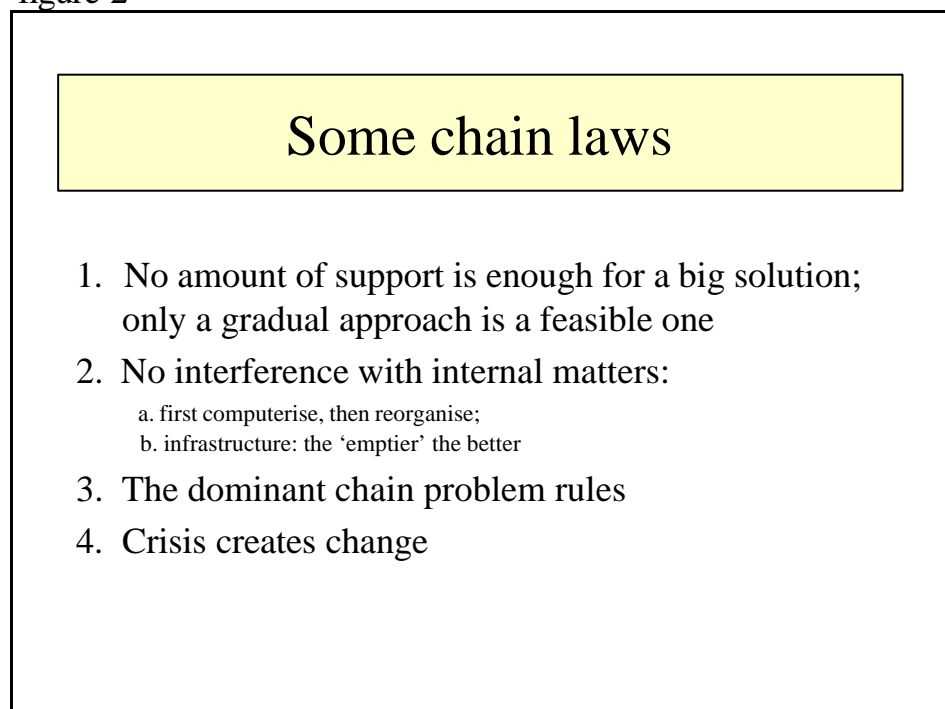 figure 2
Some chain laws
1. No amount of support is enough for a big solution;
only a gradual approach is a feasible one
2. No interference with internal matters:
a. first computerise, then reorganise;
b. infrastructure: the ‘emptier’ the better
3. The dominant chain problem rules
4. Crisis creates change